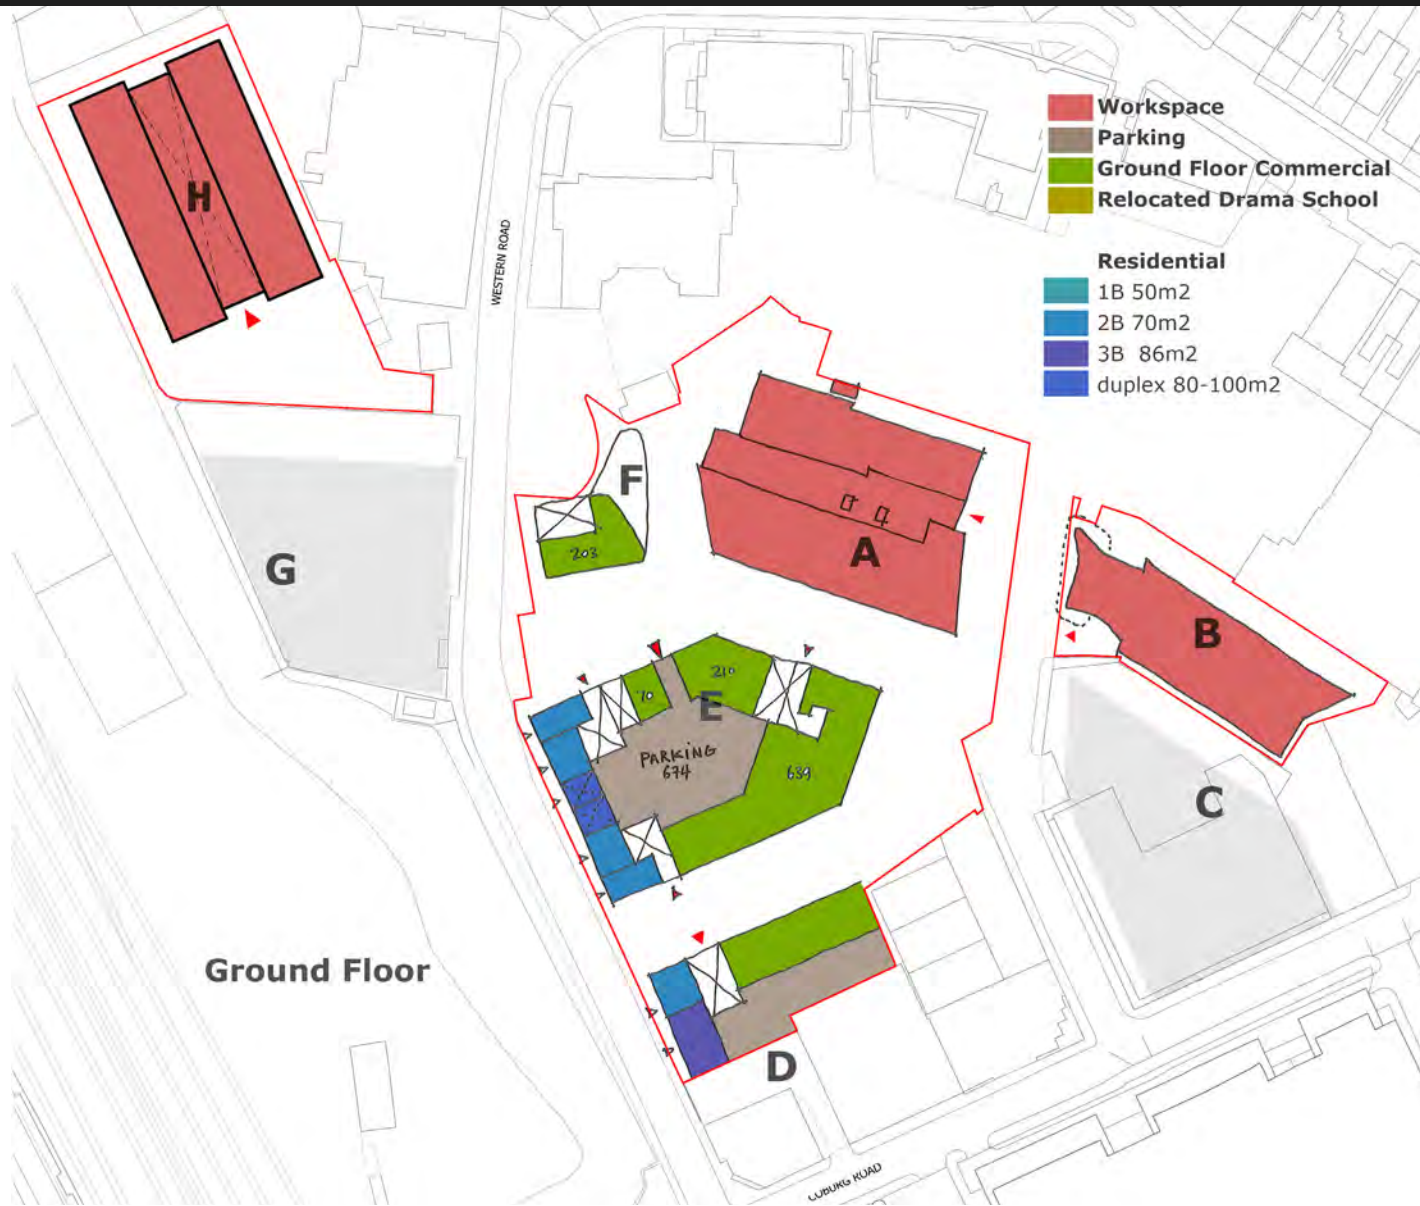 Workspace
Parking
Ground Floor Commercial
Relocated Drama School
Residential
1B 50m2
2B 70m2
3B 86m2
duplex 80-100m2
H
WESTERN ROAD
F
203
G
A
B
70
210
E
PARKING
674
639
C
Ground Floor
D
COBURG ROAD